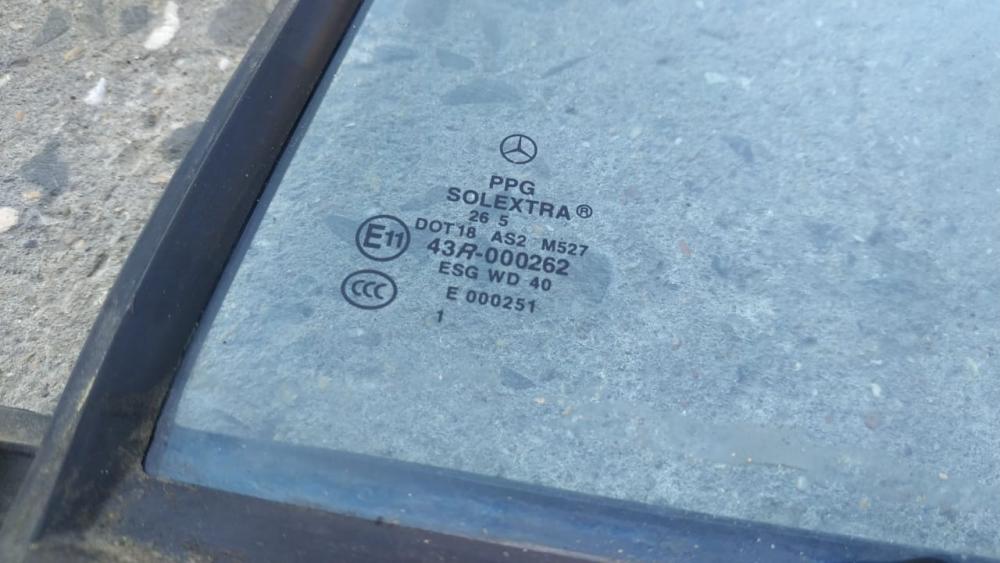 PPG
SOLEXTRA®
26 5
DOT18 AS2 M527
E11 43R-000262
ESG WD 40
CCC E 000251
1